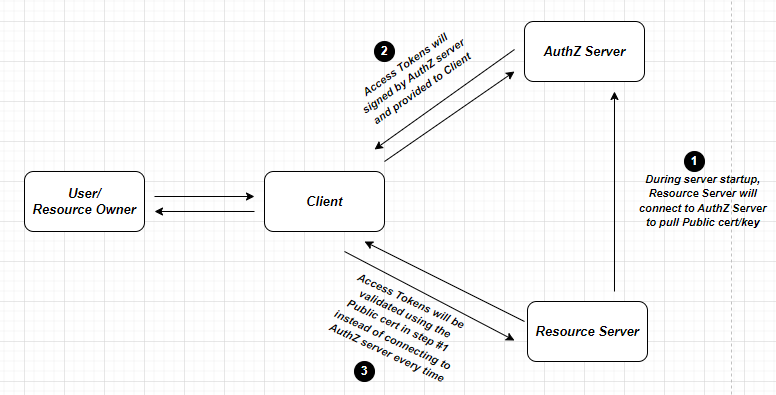 2
Access Tokens will
signed by AuthZ server
and provided to Client
AuthZ Server
1
During server startup,
Resource Server will
connect to AuthZ Server
to pull Public cert/key
User/
Resource Owner
Client
Access Tokens will be
validated using the
Public cert in step #1
instead of connecting to
AuthZ server every time
3
Resource Server